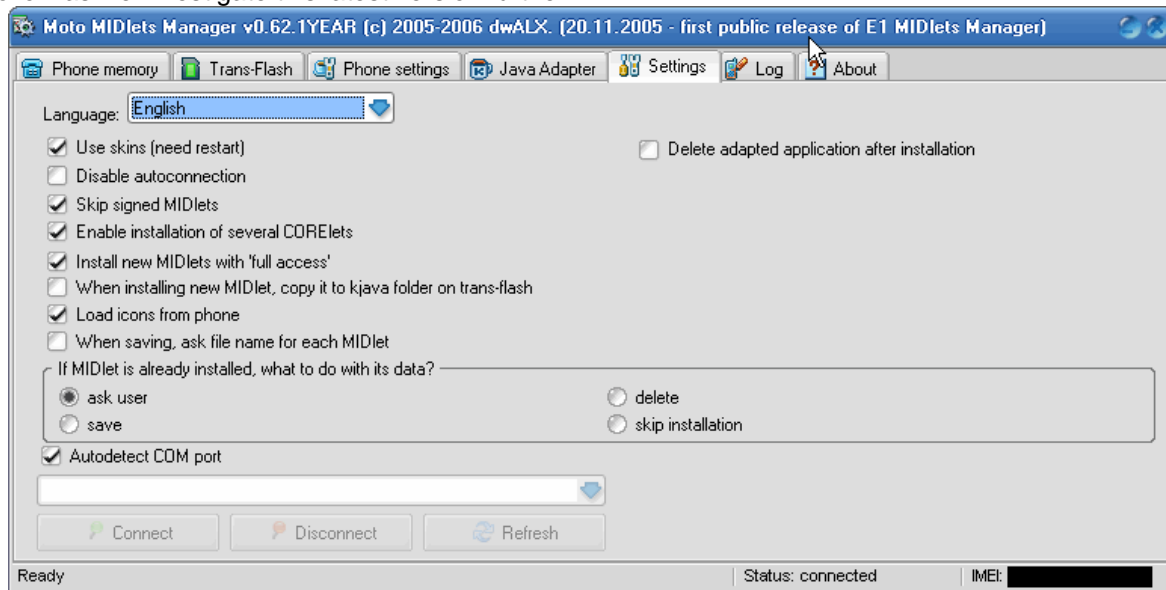 Moto MIDlets Manager v0.62.1YEAR (c) 2005-2006 dwALX. (20.11.2005 - first public release of E1 MIDlets Manager)
Phone memory Trans-Flash Phone settings Java Adapter Settings Log About
Language: English
Use skins (need restart) Delete adapted application after installation
Disable autoconnection
Skip signed MIDlets
Enable installation of several CORElets
Install new MIDlets with 'full access'
When installing new MIDlet, copy it to kjava folder on trans-flash
Load icons from phone
When saving, ask file name for each MIDlet
If MIDlet is already installed, what to do with its data?
ask user delete
save skip installation
Autodetect COM port
Connect Disconnect Refresh
Ready Status: connected IMEI: